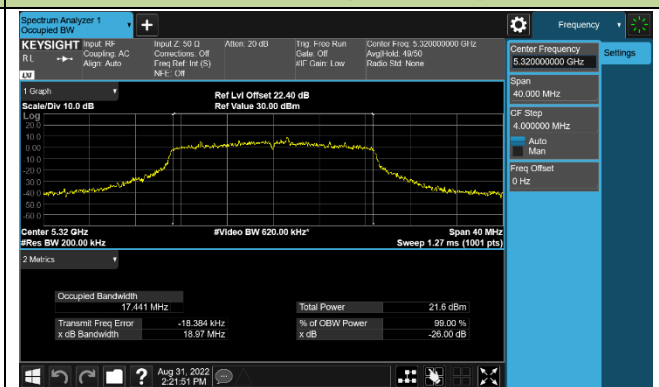 Spectrum Analyzer 1
Occupied BW
+
Frequency
KEYSIGHT
Input: RF
Input Z: 50 Ω
Atten: 20 dB
Trig: Free Run
Center Freq: 5.320000000 GHz
RL
Coupling: AC
Corrections: Off
Gate: Off
Avg|Hold: 49/50
Align: Auto
Freq Ref: Int (S)
#IF Gain: Low
Radio Std: None
LXI
NFE: Off
Center Frequency
5.320000000 GHz
Settings
Span
40.000 MHz
CF Step
4.000000 MHz
Auto
Man
Freq Offset
0 Hz
1 Graph
Ref Lvl Offset 22.40 dB
Scale/Div 10.0 dB
Ref Value 30.00 dBm
Log
20.0
10.0
0.00
-10.0
-20.0
-30.0
-40.0
-50.0
-60.0
Center 5.32 GHz
#Video BW 620.00 kHz*
Span 40 MHz
#Res BW 200.00 kHz
Sweep 1.27 ms (1001 pts)
2 Metrics
Occupied Bandwidth
17.441 MHz
Total Power
21.6 dBm
Transmit Freq Error
-18.384 kHz
% of OBW Power
99.00 %
x dB Bandwidth
18.97 MHz
x dB
-26.00 dB
?
Aug 31, 2022
2:21:51 PM